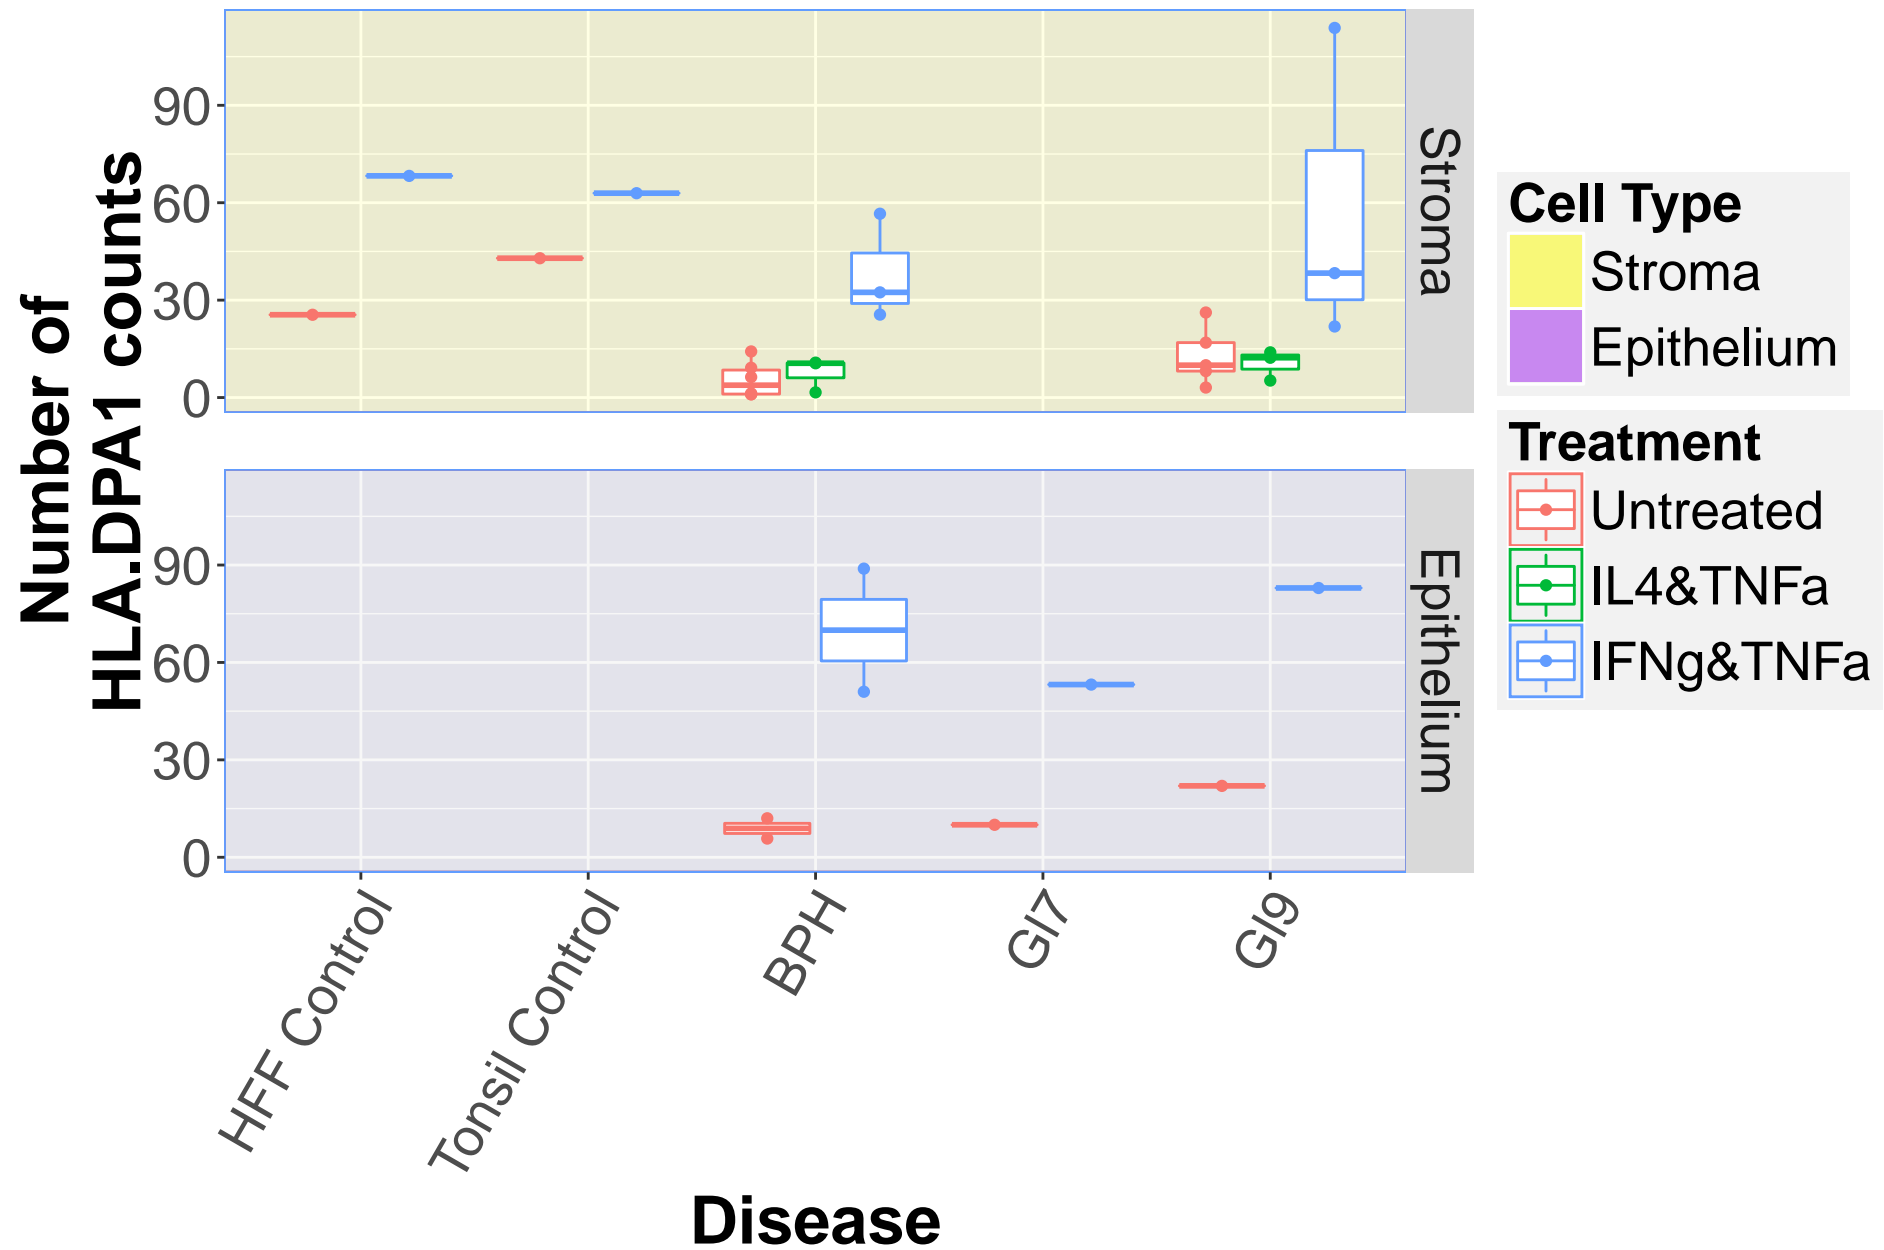 Number of
HLA.DPA1 counts
90
60
30
0
Stroma
90
60
30
0
Epithelium
HFF Control
Tonsil Control
BPH
Gl7
Gl9
Disease
Cell Type
Stroma
Epithelium
Treatment
Untreated
IL4&TNFa
IFNg&TNFa